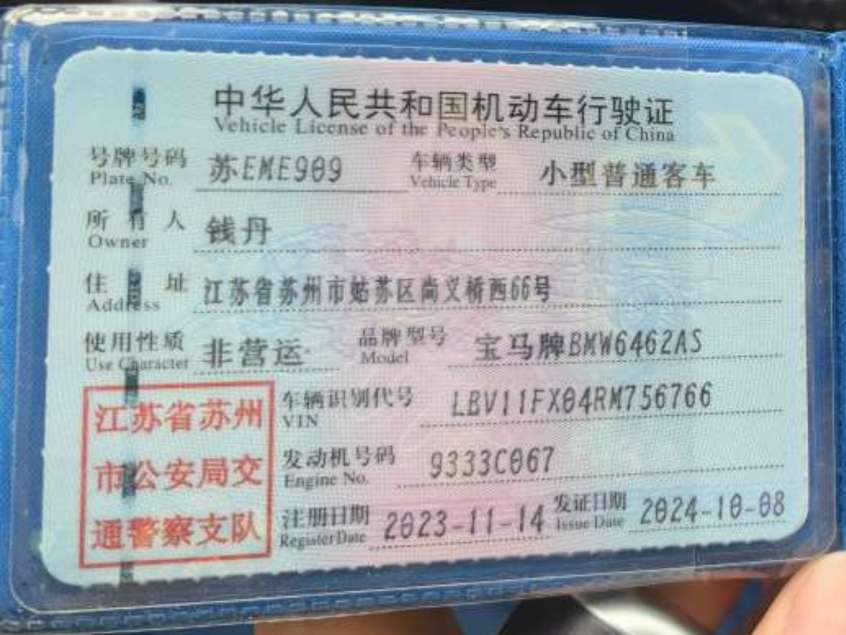 中华人民共和国机动车行驶证
Vehicle License of the People's Republic of China
号牌号码 苏EME909 车辆类型 小型普通客车
Plate No. Vehicle Type
所有人 钱丹
Owner
住址 江苏省苏州市姑苏区尚义桥西66号
Address
使用性质 非营运 品牌型号 宝马牌BMW6462AS
Use Character Model
江苏省苏州 车辆识别代号 LBV11FX04RM756766
VIN
市公安局交 发动机号码 9333C067
Engine No.
通警察支队 注册日期 2023-11-14 发证日期 2024-10-08
Register Date Issue Date